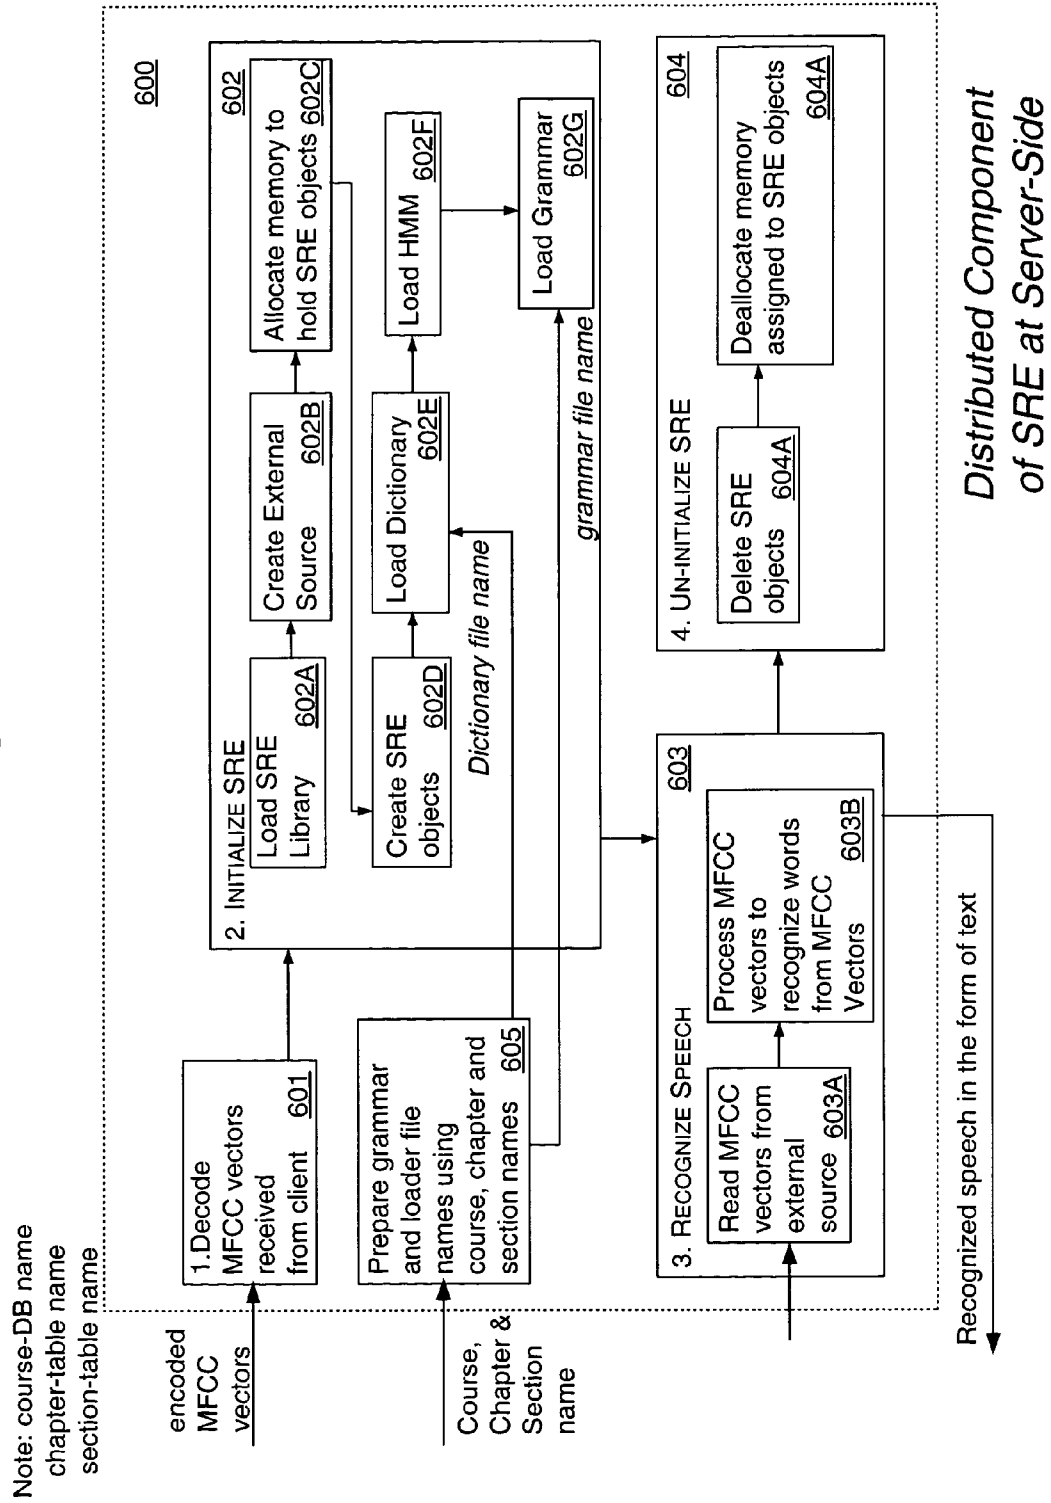 Note: course-DB name
chapter-table name
section-table name
600
encoded
MFCC
vectors
1.Decode
MFCC vectors
received
from client 601
2. INITIALIZE SRE
602
Load SRE
Library 602A
Create External
Source 602B
Allocate memory to
hold SRE objects 602C
Create SRE
objects 602D
Load Dictionary
602E
Load HMM
602F
Load Grammar
602G
Dictionary file name
grammar file name
Course,
Chapter &
Section
name
Prepare grammar
and loader file
names using
course, chapter and
section names 605
3. RECOGNIZE SPEECH
603
Read MFCC
vectors from
external
source 603A
Process MFCC
vectors to
recognize words
from MFCC
Vectors 603B
4. UN-INITIALIZE SRE
604
Delete SRE
objects 604A
Deallocate memory
assigned to SRE objects
604A
Recognized speech in the form of text
Distributed Component
of SRE at Server-Side